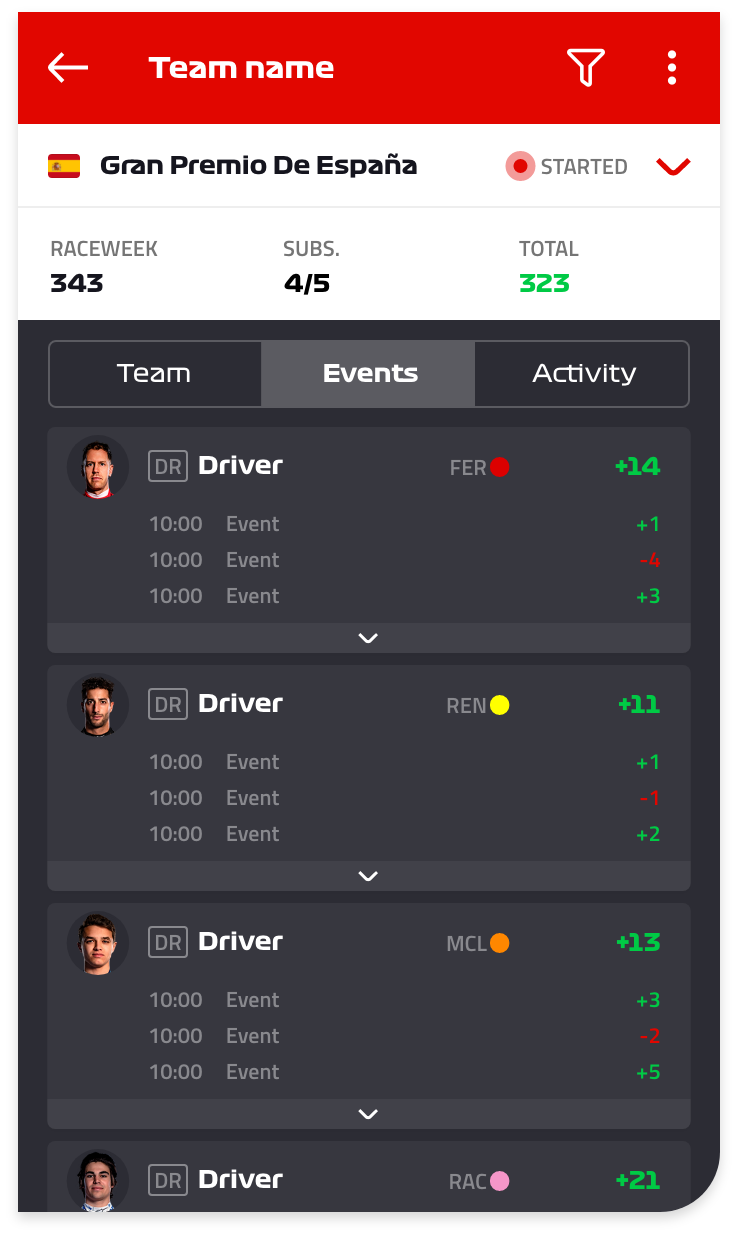 Team name
Gran Premio De España STARTED
RACEWEEK SUBS. TOTAL
343 4/5 323
Team Events Activity
DR Driver FER +14
10:00 Event +1
10:00 Event -4
10:00 Event +3
DR Driver REN +11
10:00 Event +1
10:00 Event -1
10:00 Event +2
DR Driver MCL +13
10:00 Event +3
10:00 Event -2
10:00 Event +5
DR Driver RAC +21